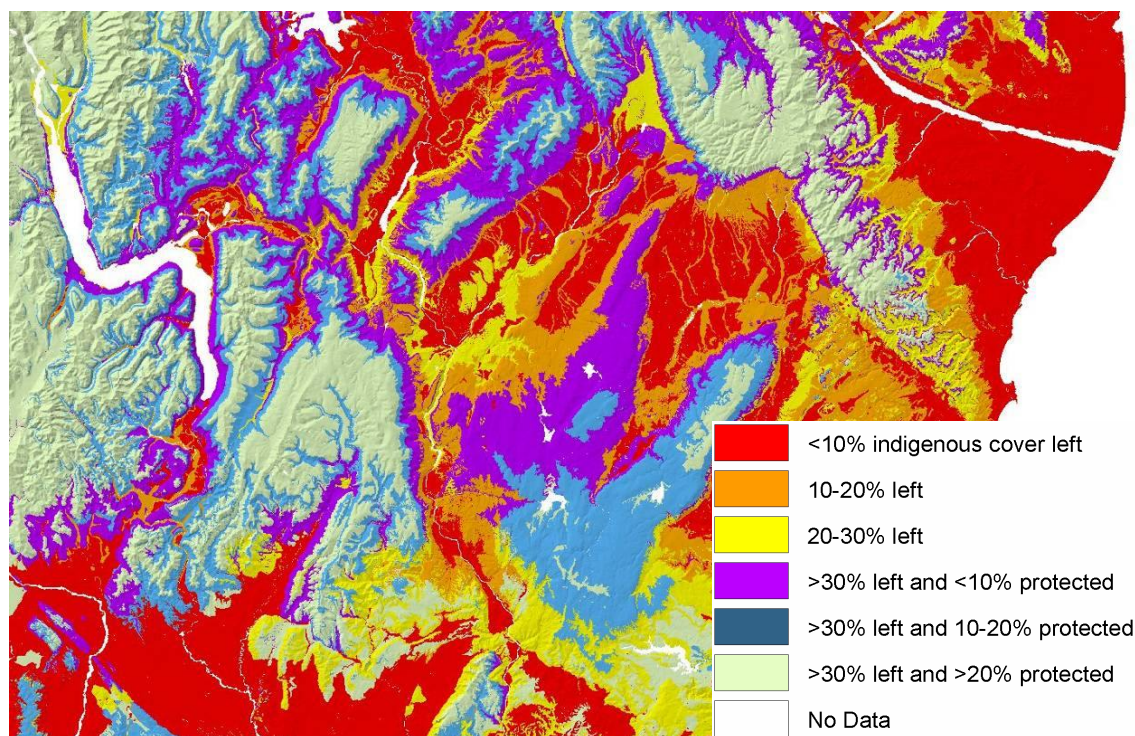 <10% indigenous cover left
10-20% left
20-30% left
>30% left and <10% protected
>30% left and 10-20% protected
>30% left and >20% protected
No Data